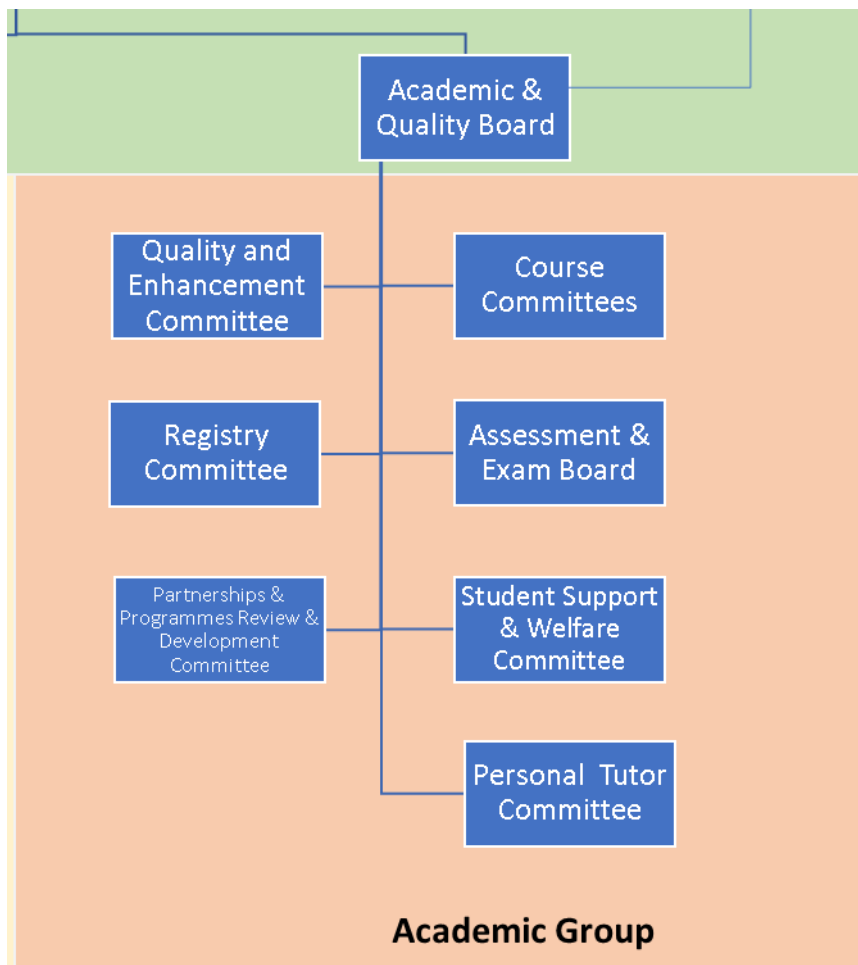 Academic &
Quality Board
Quality and
Enhancement
Committee
Course
Committees
Registry
Committee
Assessment &
Exam Board
Partnerships &
Programmes Review &
Development
Committee
Student Support
& Welfare
Committee
Personal Tutor
Committee
Academic Group